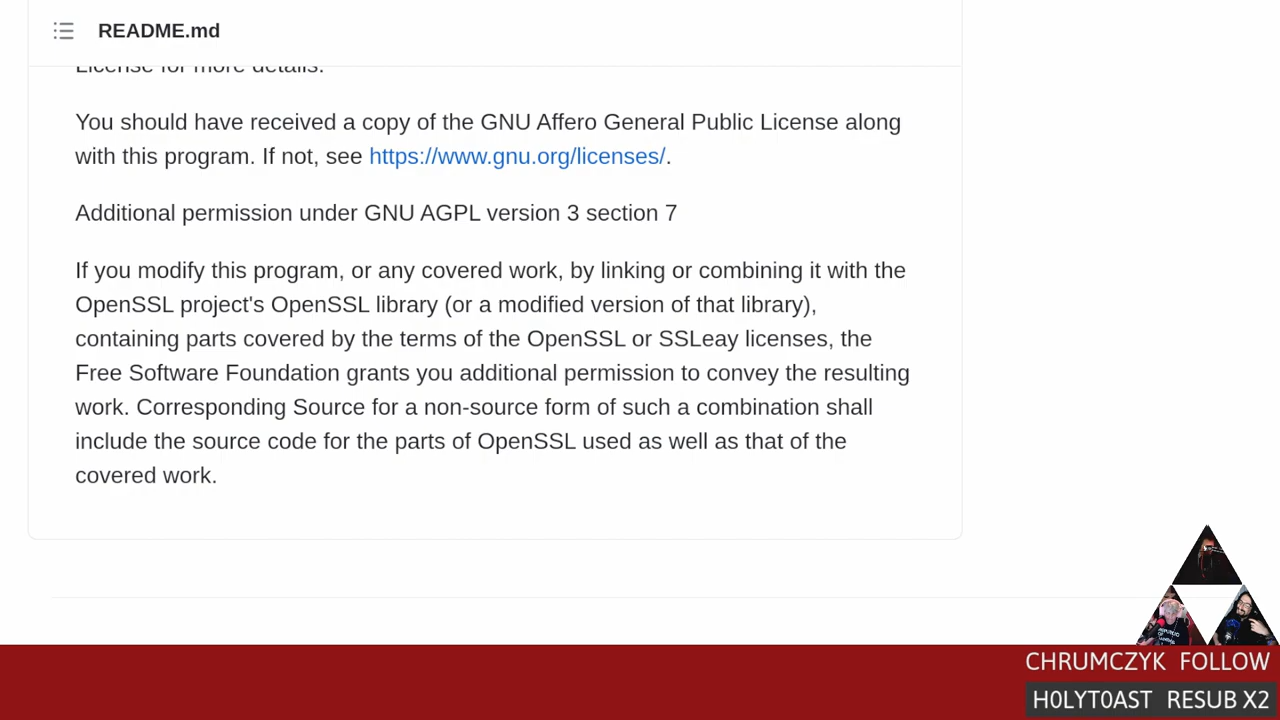 README.md
License for more details.
You should have received a copy of the GNU Affero General Public License along
with this program. If not, see https://www.gnu.org/licenses/.
Additional permission under GNU AGPL version 3 section 7
If you modify this program, or any covered work, by linking or combining it with the
OpenSSL project's OpenSSL library (or a modified version of that library),
containing parts covered by the terms of the OpenSSL or SSLeay licenses, the
Free Software Foundation grants you additional permission to convey the resulting
work. Corresponding Source for a non-source form of such a combination shall
include the source code for the parts of OpenSSL used as well as that of the
covered work.
CHRUMCZYK FOLLOW
H0LYT0AST RESUB X2